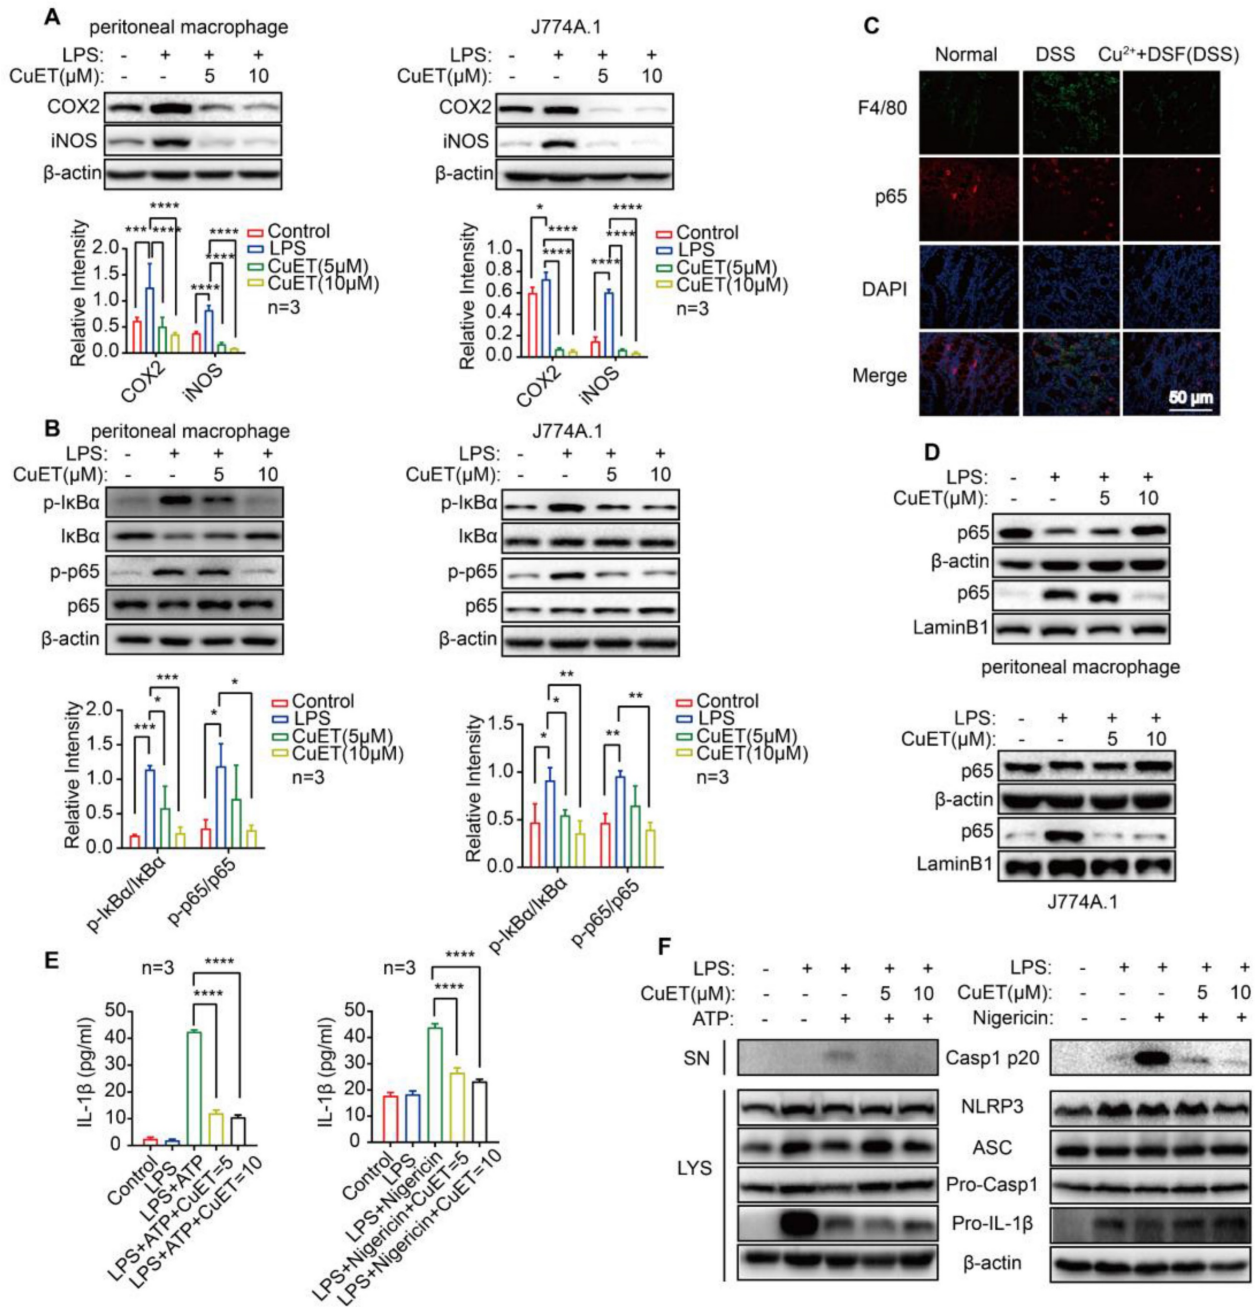 A
peritoneal macrophage
LPS: - + + +
CuET(μM): - - 5 10
COX2
iNOS
β-actin
Relative Intensity
2.0
1.5
1.0
0.5
0.0
*** **** ****
**** **** ****
COX2
iNOS
Control
LPS
CuET(5μM)
CuET(10μM)
n=3
J774A.1
LPS: - + + +
CuET(μM): - - 5 10
COX2
iNOS
β-actin
Relative Intensity
1.0
0.8
0.6
0.4
0.2
0.0
* **** ****
**** **** ****
COX2
iNOS
Control
LPS
CuET(5μM)
CuET(10μM)
n=3
B
peritoneal macrophage
LPS: - + + +
CuET(μM): - - 5 10
p-IκBα
IκBα
p-p65
p65
β-actin
Relative Intensity
2.0
1.5
1.0
0.5
0.0
*** * ***
* *
p-IκBα/IκBα
p-p65/p65
Control
LPS
CuET(5μM)
CuET(10μM)
n=3
J774A.1
LPS: - + + +
CuET(μM): - - 5 10
p-IκBα
IκBα
p-p65
p65
β-actin
Relative Intensity
1.5
1.0
0.5
0.0
* * **
** **
p-IκBα/IκBα
p-p65/p65
Control
LPS
CuET(5μM)
CuET(10μM)
n=3
C
Normal DSS Cu²⁺+DSF(DSS)
F4/80
p65
DAPI
Merge
50 μm
D
LPS: - + + +
CuET(μM): - - 5 10
p65
β-actin
p65
LaminB1
peritoneal macrophage
LPS: - + + +
CuET(μM): - - 5 10
p65
β-actin
p65
LaminB1
J774A.1
E
n=3
****
****
IL-1β (pg/ml)
50
40
30
20
10
0
Control
LPS
LPS+ATP
LPS+ATP+CuET=5
LPS+ATP+CuET=10
n=3
****
****
IL-1β (pg/ml)
50
40
30
20
10
0
Control
LPS
LPS+Nigericin
LPS+Nigericin+CuET=5
LPS+Nigericin+CuET=10
F
LPS: - + + + + LPS: - + + + +
CuET(μM): - - - 5 10 CuET(μM): - - - 5 10
ATP: - - + + + Nigericin: - - + + +
SN Casp1 p20
LYS
NLRP3
ASC
Pro-Casp1
Pro-IL-1β
β-actin